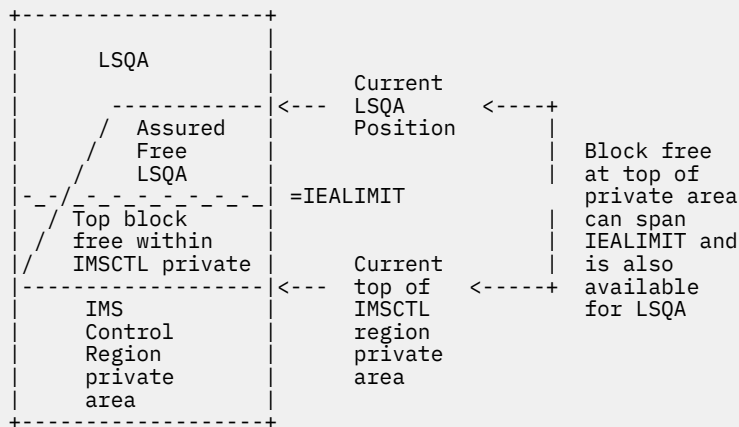 LSQA
Current
<--- LSQA <----+
/ Assured Position
/ Free Block free
/ LSQA at top of
=IEALIMIT private area
/ Top block can span
/ free within IEALIMIT and
/ IMSCTL private Current is also
<--- top of <-----+ available
IMS IMSCTL for LSQA
Control region
Region private
private area
area